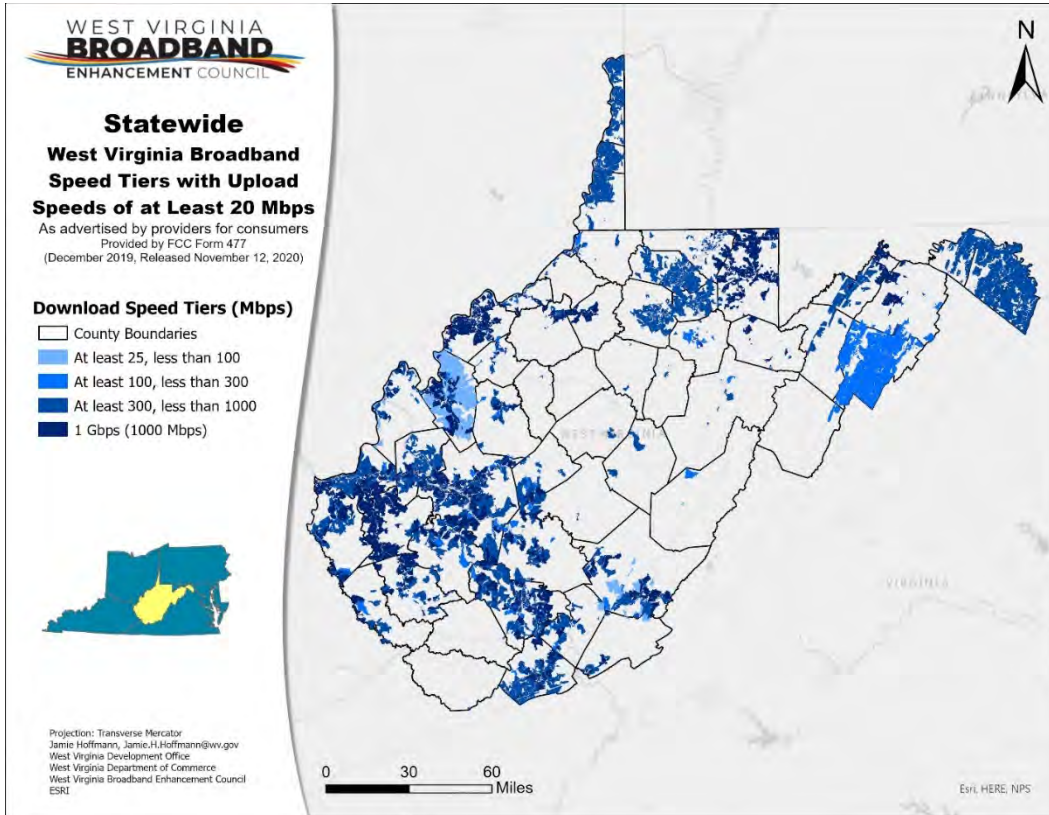 WEST VIRGINIA
BROADBAND
ENHANCEMENT COUNCIL
Statewide
West Virginia Broadband
Speed Tiers with Upload
Speeds of at Least 20 Mbps
As advertised by providers for consumers
Provided by FCC Form 477
(December 2019, Released November 12, 2020)
Download Speed Tiers (Mbps)
County Boundaries
At least 25, less than 100
At least 100, less than 300
At least 300, less than 1000
1 Gbps (1000 Mbps)
Projection: Transverse Mercator
Jamie Hoffmann, Jamie.H.Hoffmann@wv.gov
West Virginia Development Office
West Virginia Department of Commerce
West Virginia Broadband Enhancement Council
ESRI
N
WEST VIRGINIA
VIRGINIA
0 30 60
Miles
Esri, HERE, NPS